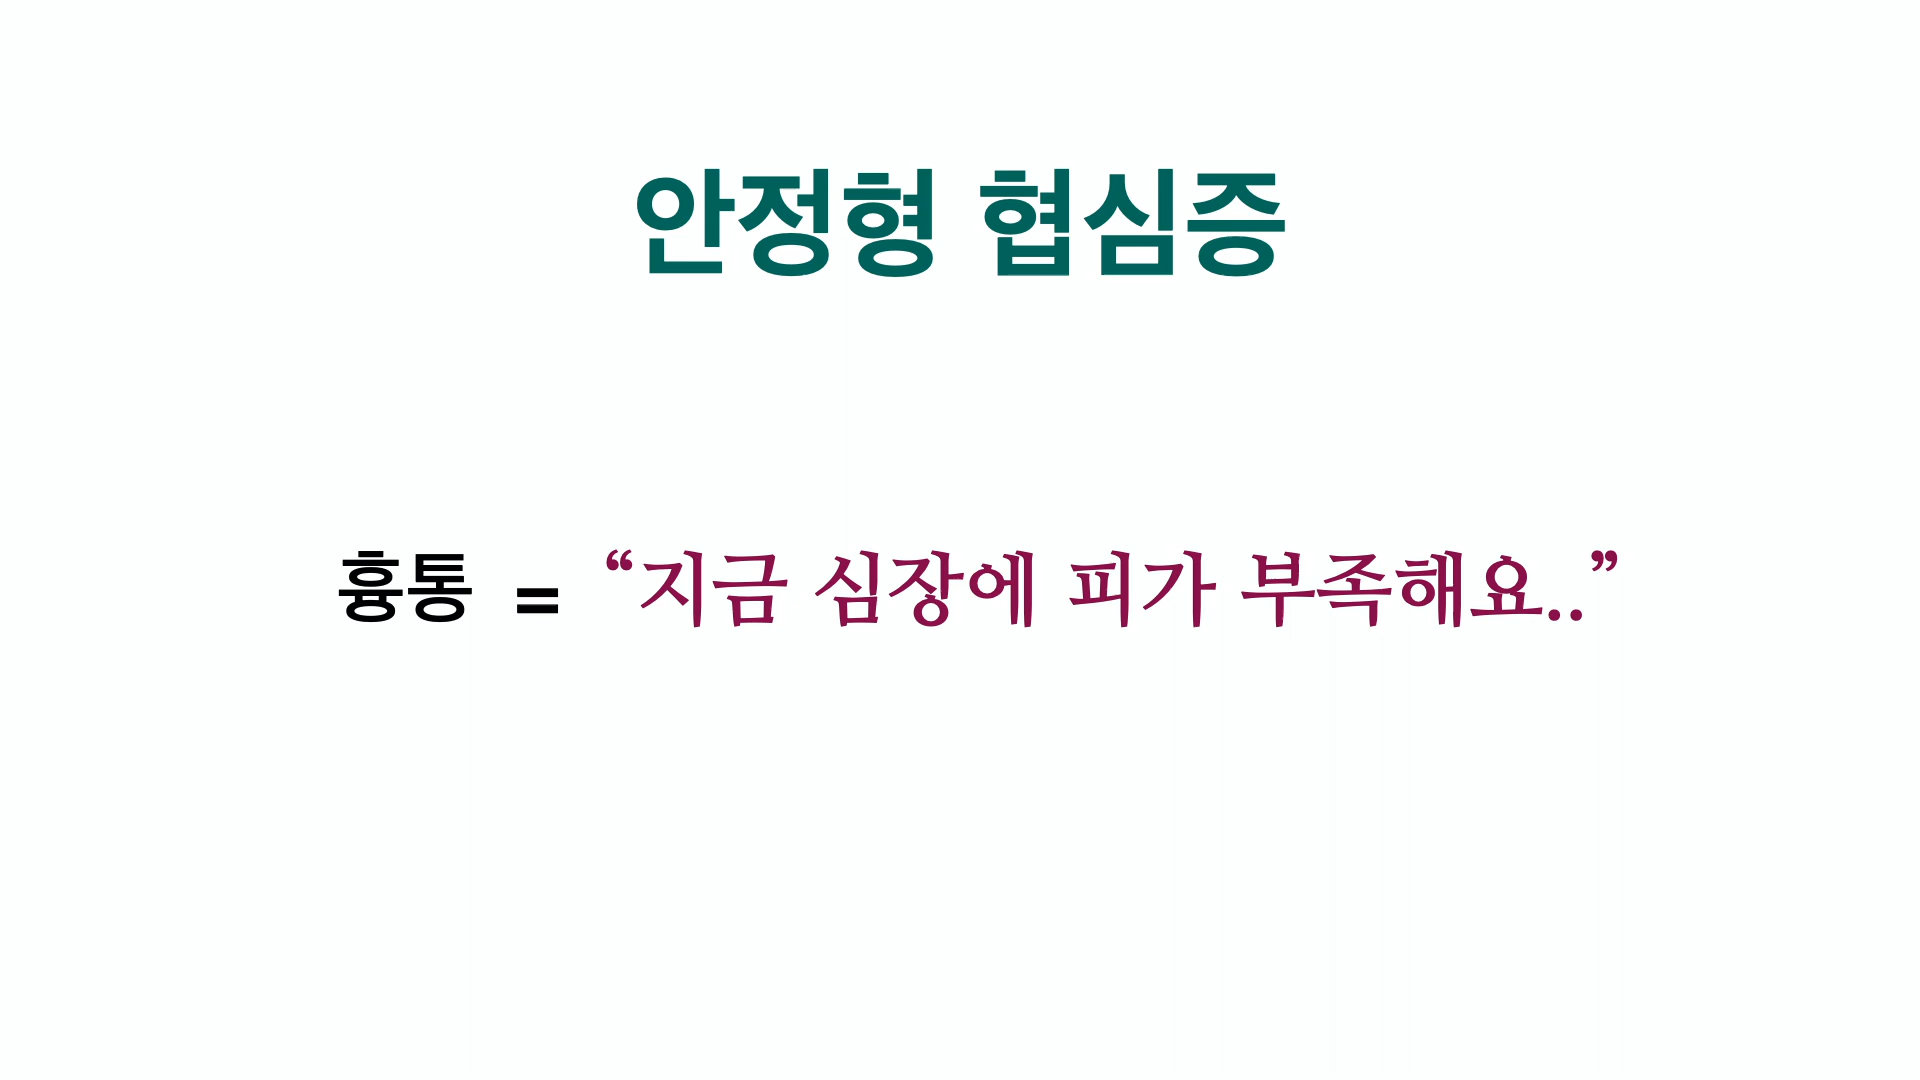 안정형 협심증
흉통 = “지금 심장에 피가 부족해요..”